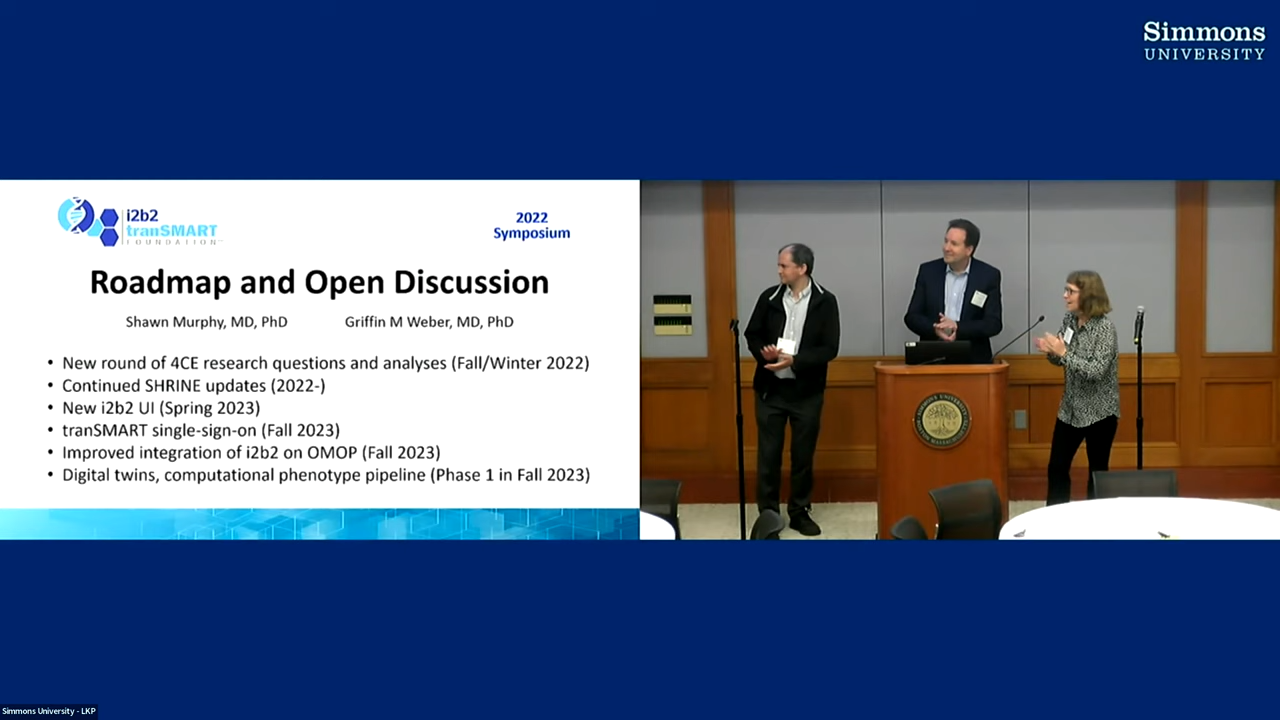 Simmons
UNIVERSITY
i2b2
tranSMART
FOUNDATION
2022
Symposium
Roadmap and Open Discussion
Shawn Murphy, MD, PhD
Griffin M Weber, MD, PhD
• New round of 4CE research questions and analyses (Fall/Winter 2022)
• Continued SHRINE updates (2022-)
• New i2b2 UI (Spring 2023)
• tranSMART single-sign-on (Fall 2023)
• Improved integration of i2b2 on OMOP (Fall 2023)
• Digital twins, computational phenotype pipeline (Phase 1 in Fall 2023)
Simmons University - LKP